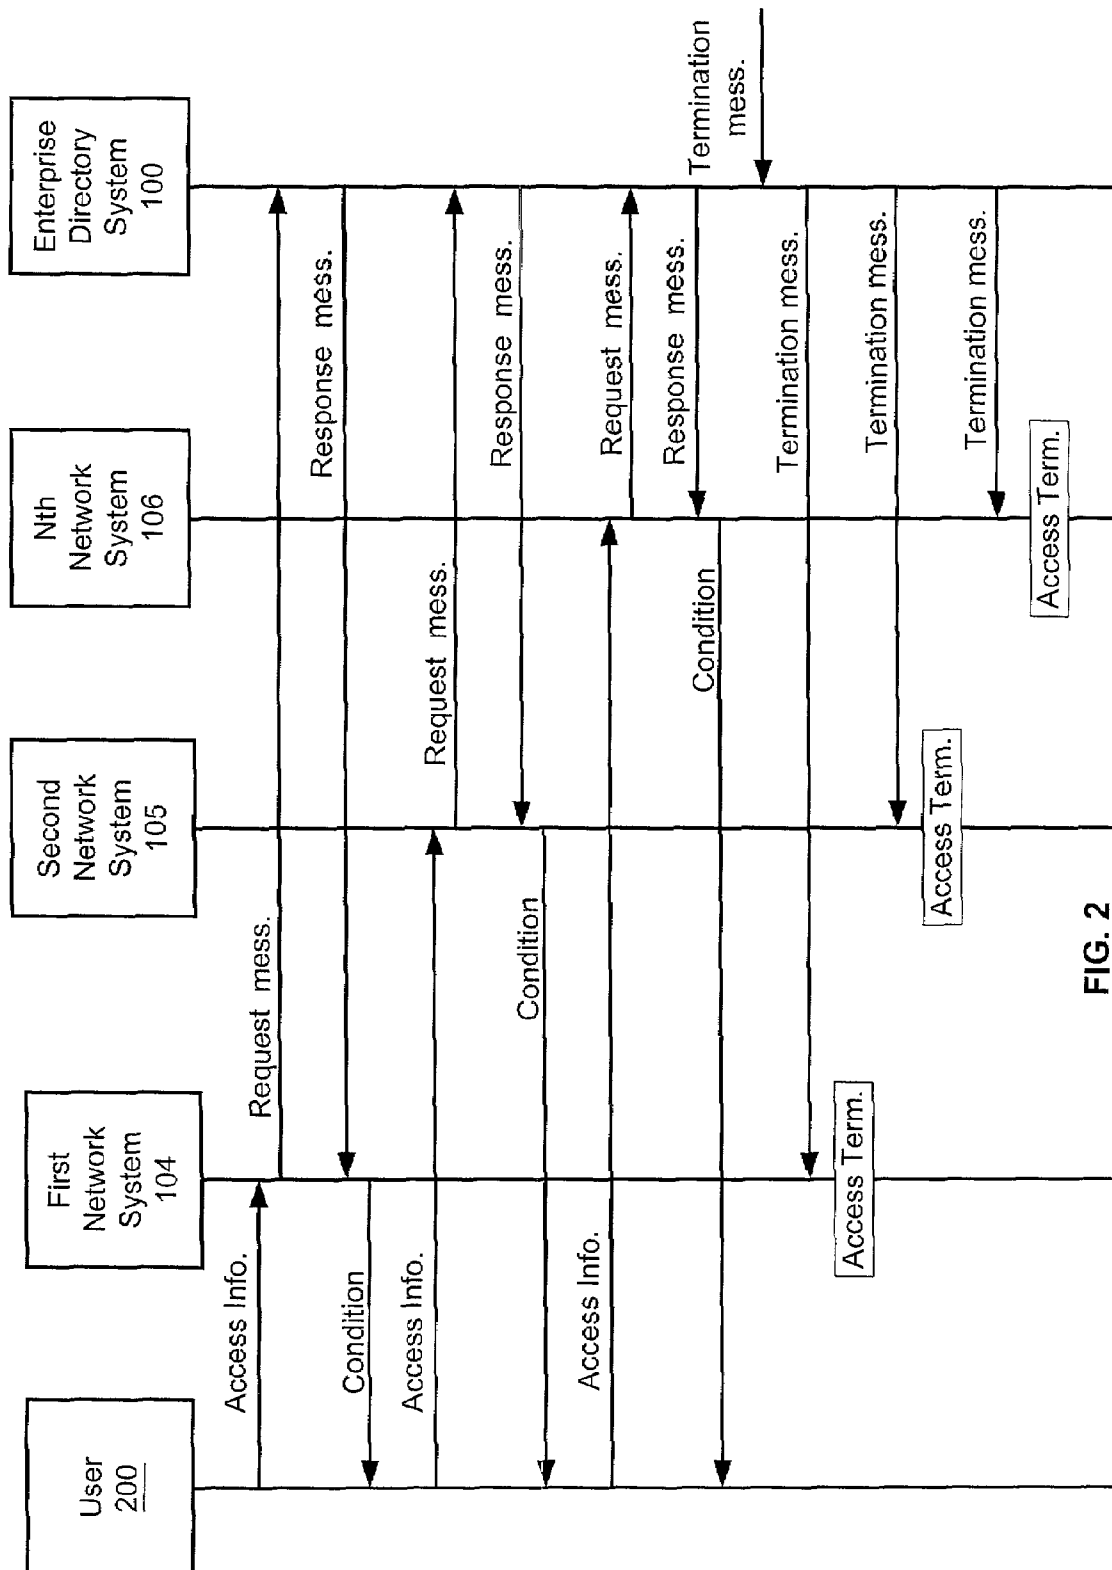 User
200
First
Network
System
104
Second
Network
System
105
Nth
Network
System
106
Enterprise
Directory
System
100
Access Info.
Request mess.
Response mess.
Condition
Access Info.
Request mess.
Response mess.
Condition
Access Info.
Request mess.
Response mess.
Condition
Termination
mess.
Termination mess.
Access Term.
Termination mess.
Access Term.
Termination mess.
Access Term.
FIG. 2